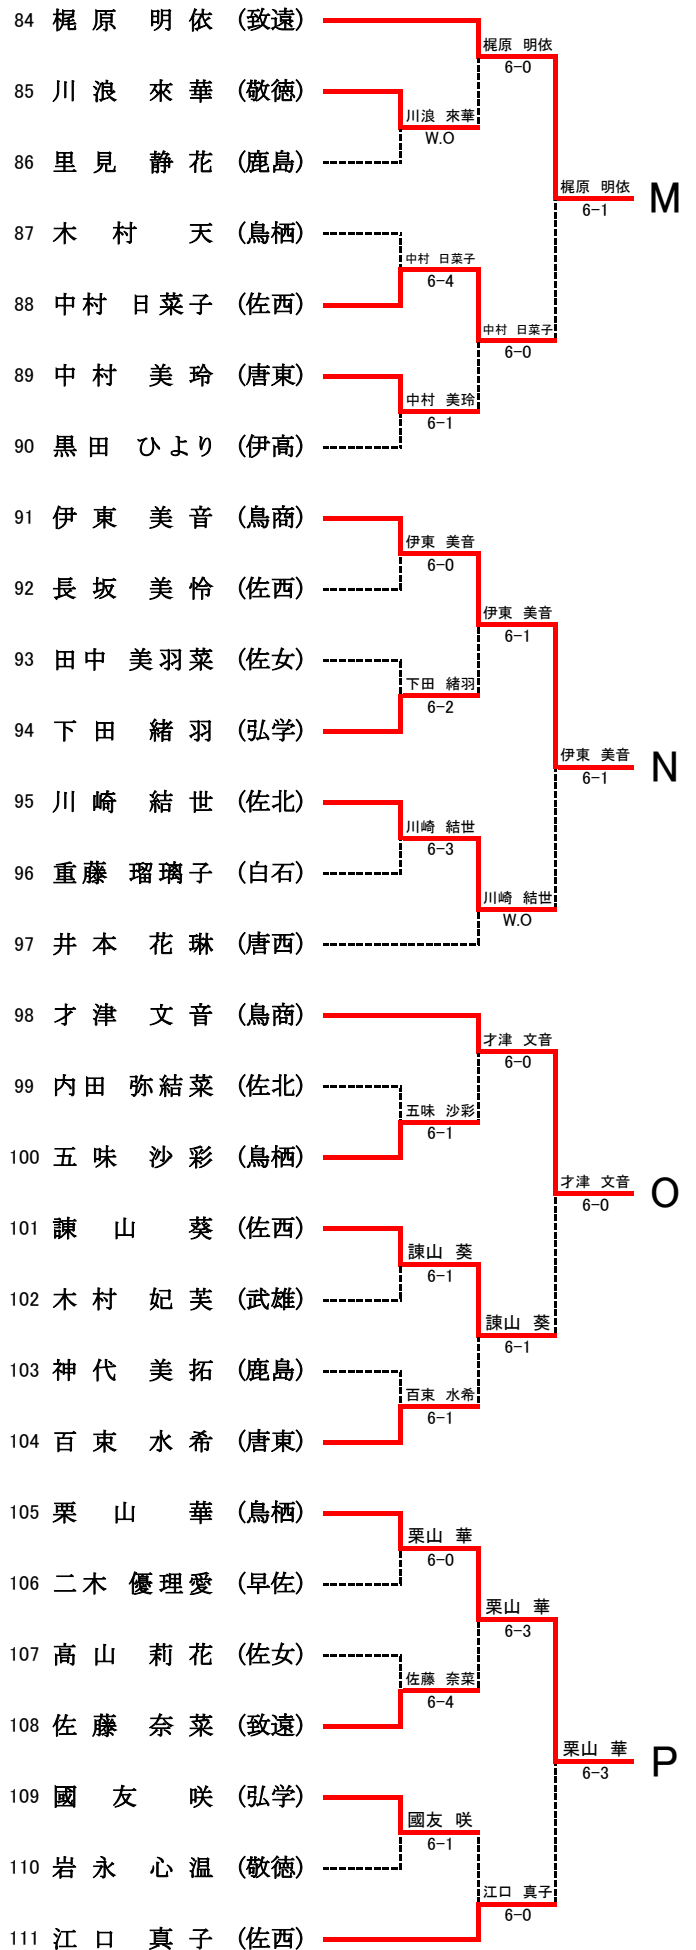 84 梶原 明依 (致遠)
梶原 明依
6-0
85 川浪 來華 (敬徳)
川浪 來華
W.O
86 里見 静花 (鹿島)
梶原 明依
6-1
M
87 木村 天 (鳥栖)
中村 日菜子
6-4
88 中村 日菜子 (佐西)
中村 日菜子
6-0
89 中村 美玲 (唐東)
中村 美玲
6-1
90 黒田 ひより (伊高)
91 伊東 美音 (鳥商)
伊東 美音
6-0
92 長坂 美怜 (佐西)
伊東 美音
6-1
93 田中 美羽菜 (佐女)
下田 緒羽
6-2
94 下田 緒羽 (弘学)
伊東 美音
6-1
N
95 川崎 結世 (佐北)
川崎 結世
6-3
96 重藤 瑠璃子 (白石)
川崎 結世
W.O
97 井本 花琳 (唐西)
98 才津 文音 (鳥商)
才津 文音
6-0
99 内田 弥結菜 (佐北)
五味 沙彩
6-1
100 五味 沙彩 (鳥栖)
才津 文音
6-0
O
101 諌山 葵 (佐西)
諌山 葵
6-1
102 木村 妃芙 (武雄)
諌山 葵
6-1
103 神代 美拓 (鹿島)
百束 水希
6-1
104 百束 水希 (唐東)
105 栗山 華 (鳥栖)
栗山 華
6-0
106 二木 優理愛 (早佐)
栗山 華
6-3
107 高山 莉花 (佐女)
佐藤 奈菜
6-4
108 佐藤 奈菜 (致遠)
栗山 華
6-3
P
109 國友 咲 (弘学)
國友 咲
6-1
110 岩永 心温 (敬徳)
江口 真子
6-0
111 江口 真子 (佐西)